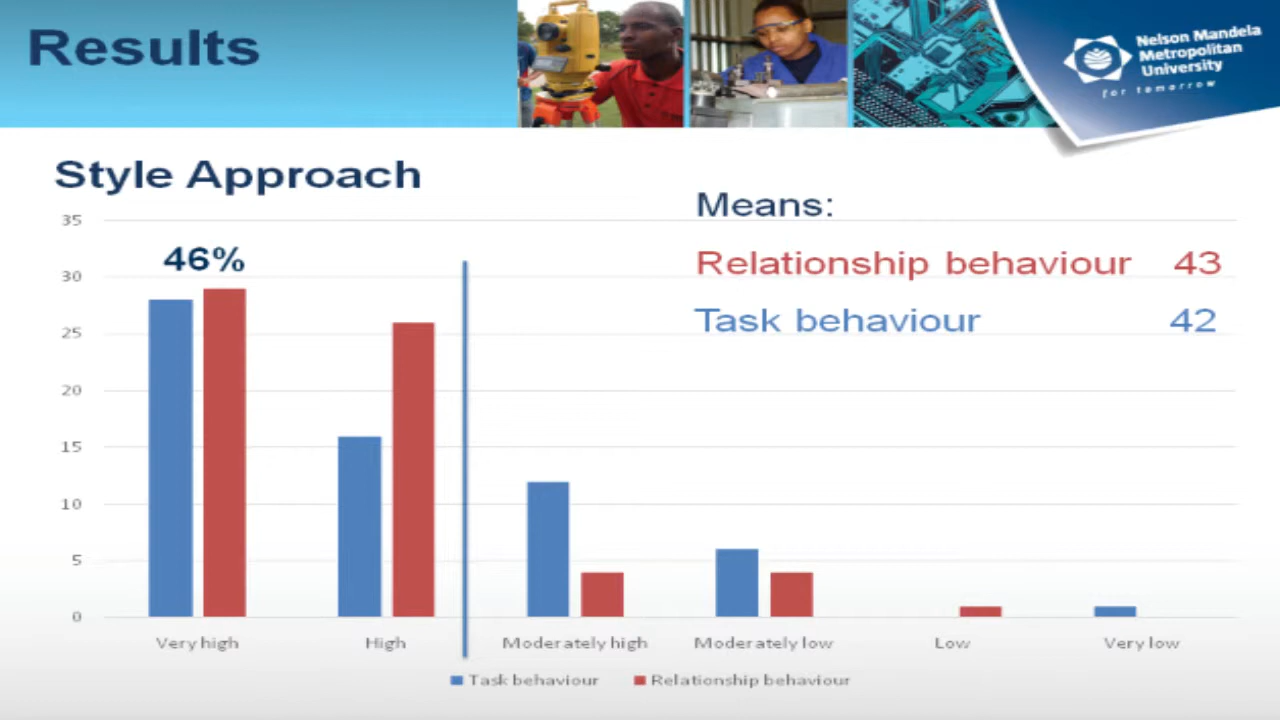 Results
Nelson Mandela
Metropolitan
University
for tomorrow
Style Approach
Means:
Relationship behaviour 43
Task behaviour 42
46%
35
30
25
20
15
10
5
0
Very high
High
Moderately high
Moderately low
Low
Very low
Task behaviour
Relationship behaviour